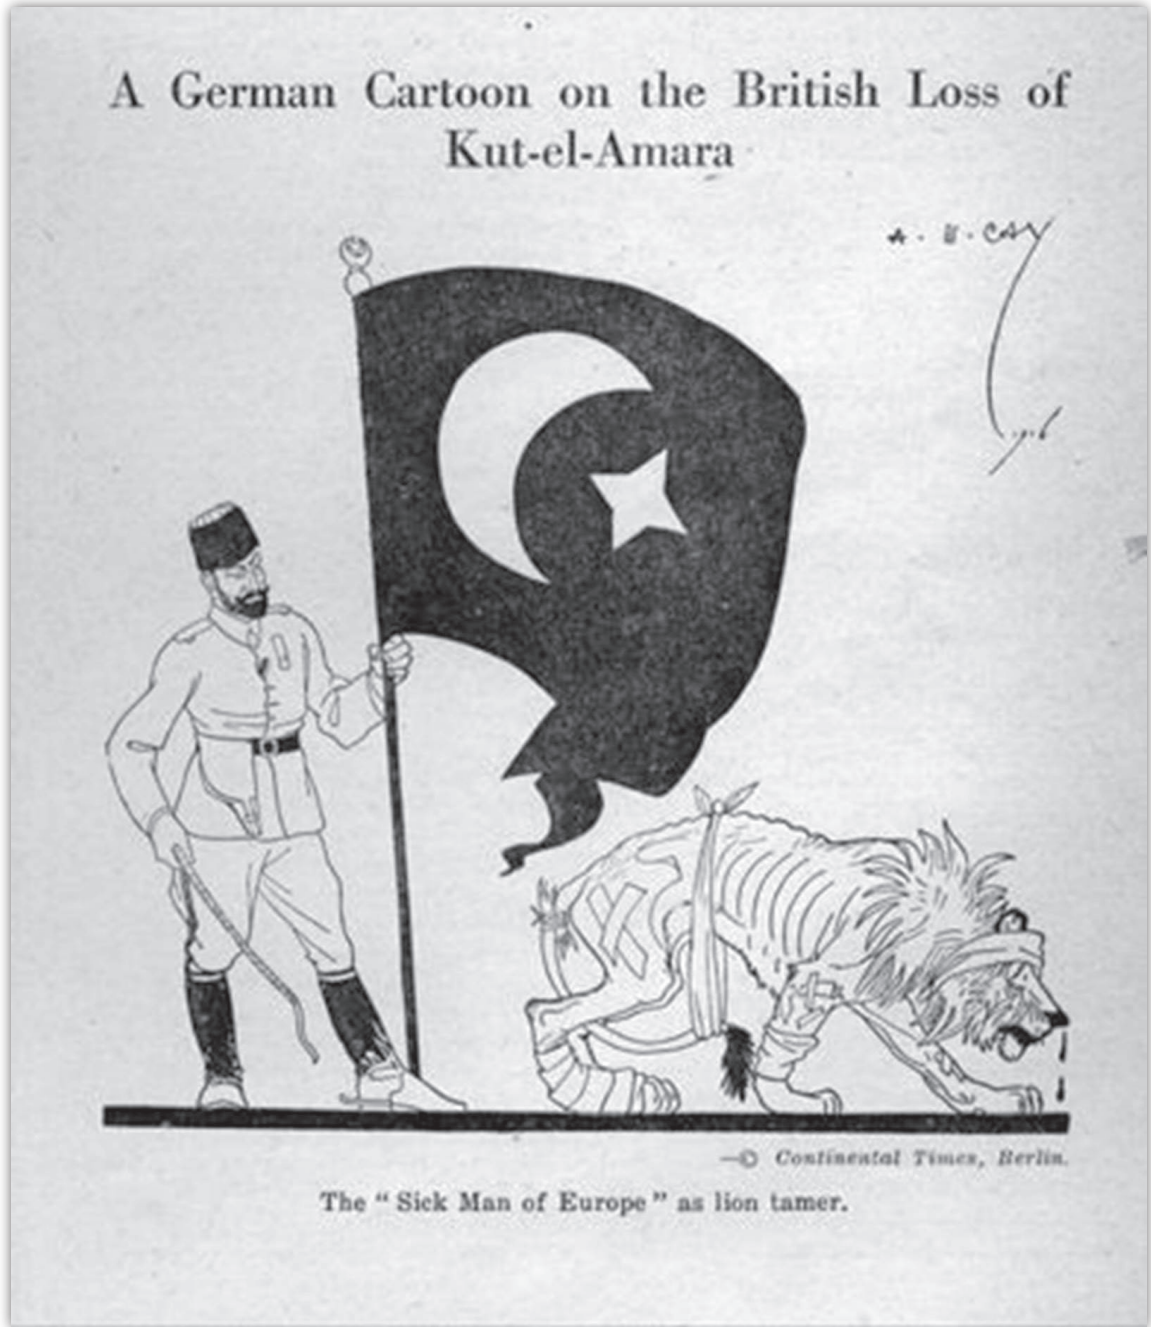 A German Cartoon on the British Loss of
Kut-el-Amara
A. H. CAY
—© Continental Times, Berlin.
The “Sick Man of Europe” as lion tamer.